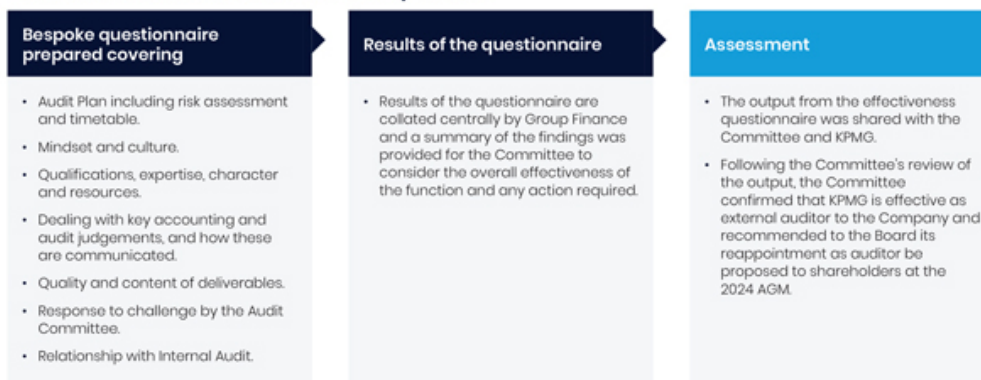 Bespoke questionnaire
prepared covering
• Audit Plan including risk assessment
and timetable.
• Mindset and culture.
• Qualifications, expertise, character
and resources.
• Dealing with key accounting and
audit judgements, and how these
are communicated.
• Quality and content of deliverables.
• Response to challenge by the Audit
Committee.
• Relationship with Internal Audit.
Results of the questionnaire
• Results of the questionnaire are
collated centrally by Group Finance
and a summary of the findings was
provided for the Committee to
consider the overall effectiveness of
the function and any action required.
Assessment
• The output from the effectiveness
questionnaire was shared with the
Committee and KPMG.
• Following the Committee's review of
the output, the Committee
confirmed that KPMG is effective as
external auditor to the Company and
recommended to the Board its
reappointment as auditor be
proposed to shareholders at the
2024 AGM.